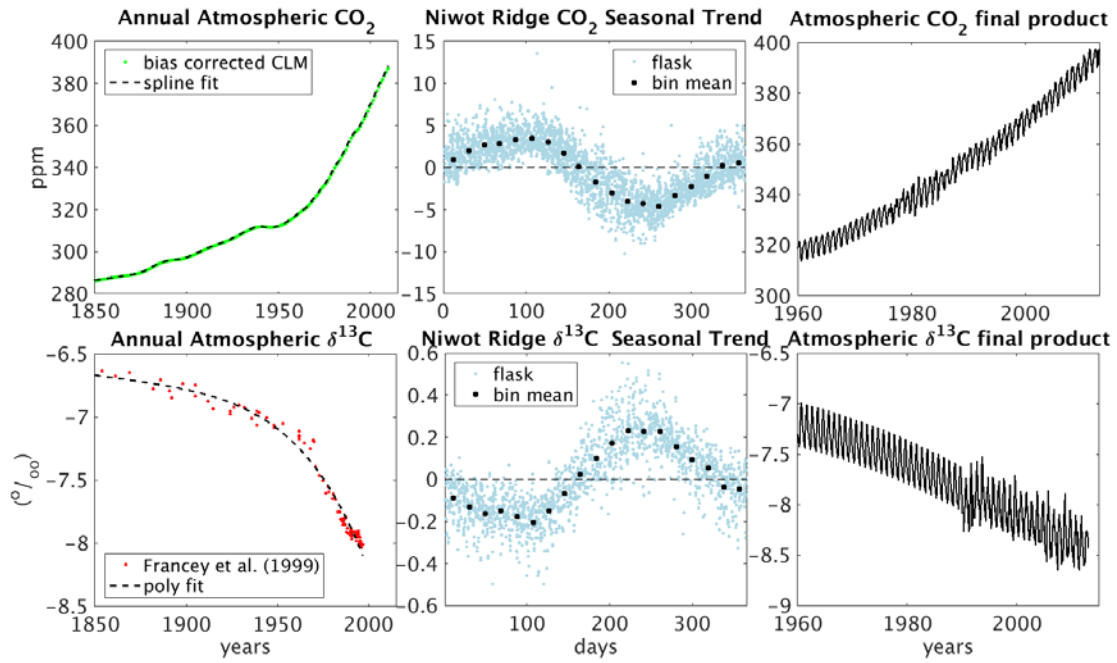 Annual Atmospheric CO₂
400
380
360
340
320
300
280
ppm
bias corrected CLM
spline fit
1850 1900 1950 2000
Niwot Ridge CO₂ Seasonal Trend
15
10
5
0
−5
−10
−15
flask
bin mean
0 100 200 300
Atmospheric CO₂ final product
400
380
360
340
320
300
1960 1980 2000
Annual Atmospheric δ¹³C
-6.5
-7
-7.5
-8
-8.5
(⁰/₀₀)
Francey et al. (1999)
poly fit
1850 1900 1950 2000
years
Niwot Ridge δ¹³C Seasonal Trend
0.6
0.4
0.2
0
-0.2
-0.4
-0.6
flask
bin mean
100 200 300
days
Atmospheric δ¹³C final product
-6.5
-7
-7.5
-8
-8.5
-9
1960 1980 2000
years